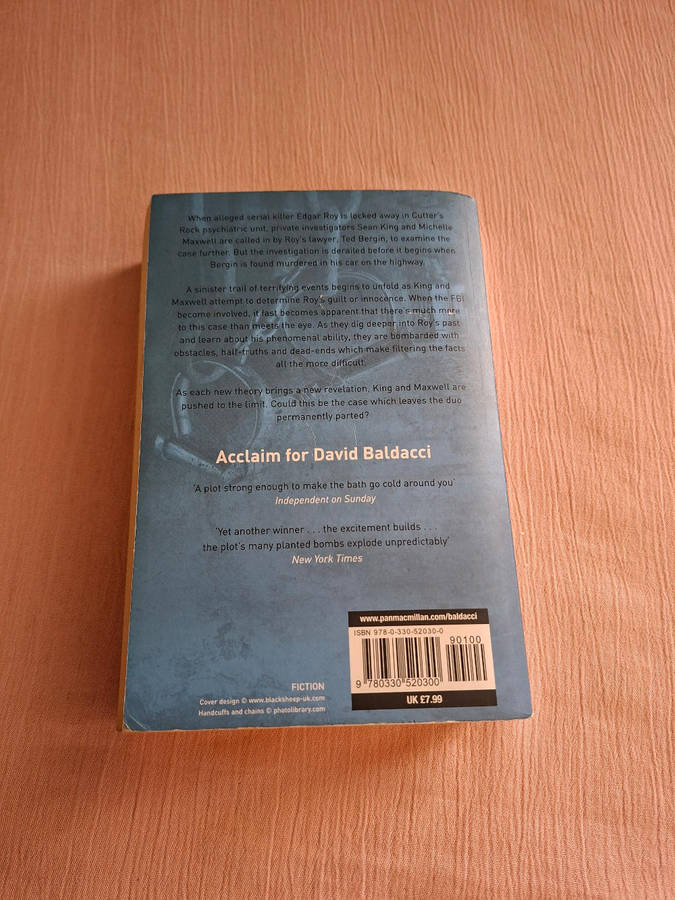 When alleged serial killer Edgar Roy is locked away in Cutter's
Rock psychiatric unit, private investigators Sean King and Michelle
Maxwell are called in by Roy's lawyer, Ted Bergin, to examine the
case further. But the investigation is derailed before it begins when
Bergin is found murdered in his car on the highway.
A sinister trail of terrifying events begins to unfold as King and
Maxwell attempt to determine Roy's guilt or innocence. When the FBI
become involved, it fast becomes apparent that there's much more
to this case than meets the eye. As they dig deeper into Roy's past
and learn about his phenomenal ability, they are bombarded with
obstacles, half-truths and dead-ends which make filtering the facts
all the more difficult.
As each new theory brings a new revelation, King and Maxwell are
pushed to the limit. Could this be the case which leaves the duo
permanently parted?
Acclaim for David Baldacci
'A plot strong enough to make the bath go cold around you'
Independent on Sunday
'Yet another winner . . . the excitement builds . . .
the plot's many planted bombs explode unpredictably'
New York Times
www.panmacmillan.com/baldacci
ISBN 978-0-330-52030-0
90100
9 780330 520300
UK £7.99
FICTION
Cover design © www.blacksheep-uk.com
Handcuffs and chains © photolibrary.com